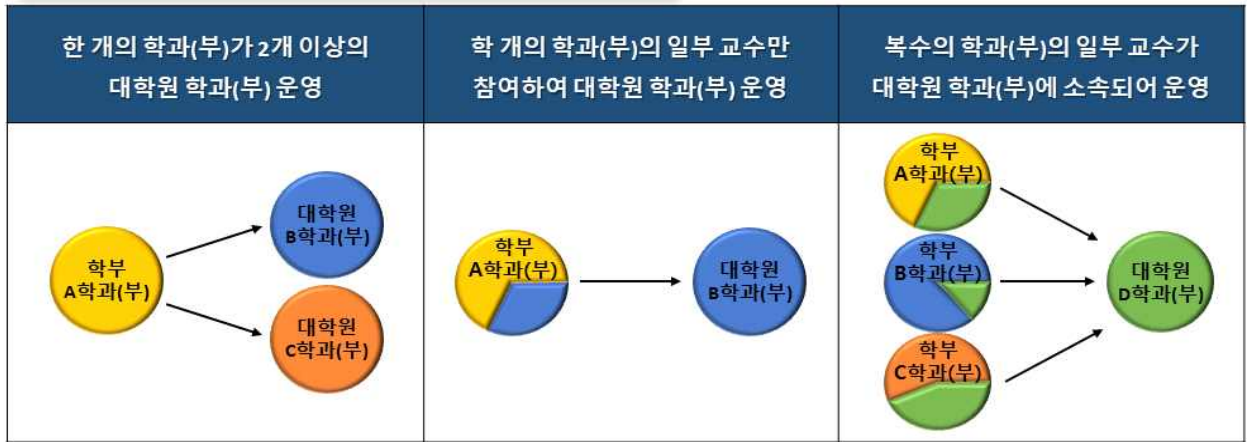 한 개의 학과(부)가 2개 이상의
대학원 학과(부) 운영
학 개의 학과(부)의 일부 교수만
참여하여 대학원 학과(부) 운영
복수의 학과(부)의 일부 교수가
대학원 학과(부)에 소속되어 운영
학부
A학과(부)
대학원
B학과(부)
대학원
C학과(부)
학부
A학과(부)
대학원
B학과(부)
학부
A학과(부)
학부
B학과(부)
학부
C학과(부)
대학원
D학과(부)